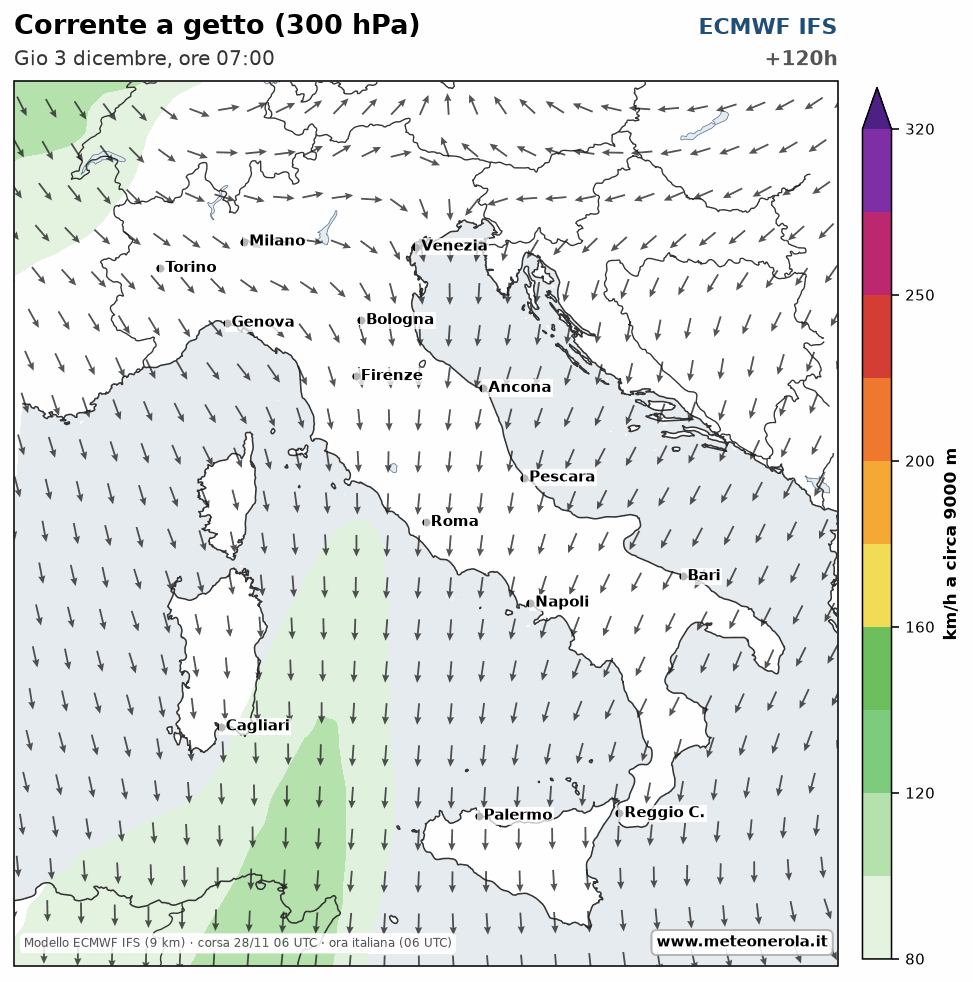 Corrente a getto (300 hPa)
ECMWF IFS
Gio 3 dicembre, ore 07:00
+120h
Milano
Venezia
Torino
Genova
Bologna
Firenze
Ancona
Pescara
Roma
Bari
Napoli
Cagliari
Palermo
Reggio C.
320
250
200
160
120
80
km/h a circa 9000 m
Modello ECMWF IFS (9 km) · corsa 28/11 06 UTC · ora italiana (06 UTC)
www.meteonerola.it